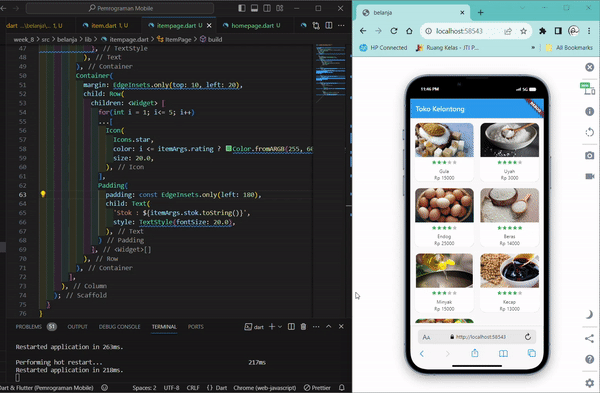 .dart ...\belanja\... 1, U
item.dart 1, U
itempage.dart 1, U
homepage.dart 1, U
week_8 > src > belanja > lib > itempage.dart > ItemPage > build
47 ), // TextStyle
48 ), // Text
49 ), // Container
50 Container(
51 margin: EdgeInsets.only(top: 10, left: 20),
52 child: Row(
53 children: <Widget> [
54 for(int i = 1; i<= 5; i++)
55 ...[
56 Icon(
57 Icons.star,
58 color: i <= itemArgs.rating ? Color.fromARGB(255, 6
59 size: 20.0,
60 ), // Icon
61 ],
62 Padding(
63 padding: const EdgeInsets.only(left: 180),
64 child: Text(
65 `Stok : ${itemArgs.stok.toString()}`,
66 style: TextStyle(fontSize: 20.0),
67 ), // Text
68 ) // Padding
69 ], // <Widget>[]
70 ), // Row
71 ), // Container
72 ],
73 ), // Column
74 ); // Scaffold
75 }
76 }
PROBLEMS 51 OUTPUT DEBUG CONSOLE TERMINAL PORTS
dart
Restarted application in 263ms.
Performing hot restart... 217ms
Restarted application in 218ms.
Dart & Flutter (Pemrograman Mobile)
Spaces: 2 UTF-8 CRLF {} Dart Chrome (web-javascript) Prettier
Pemrograman Mobile
belanja
localhost:58543
HP Connected
Ruang Kelas - JTI P...
All Bookmarks
11:46 PM
Toko Kelontong
DEBUG
Gula
Rp 15000
Uyah
Rp 3000
Endog
Rp 25000
Beras
Rp 14000
Minyak
Rp 15000
Kecap
Rp 13000
AA http://localhost:58543